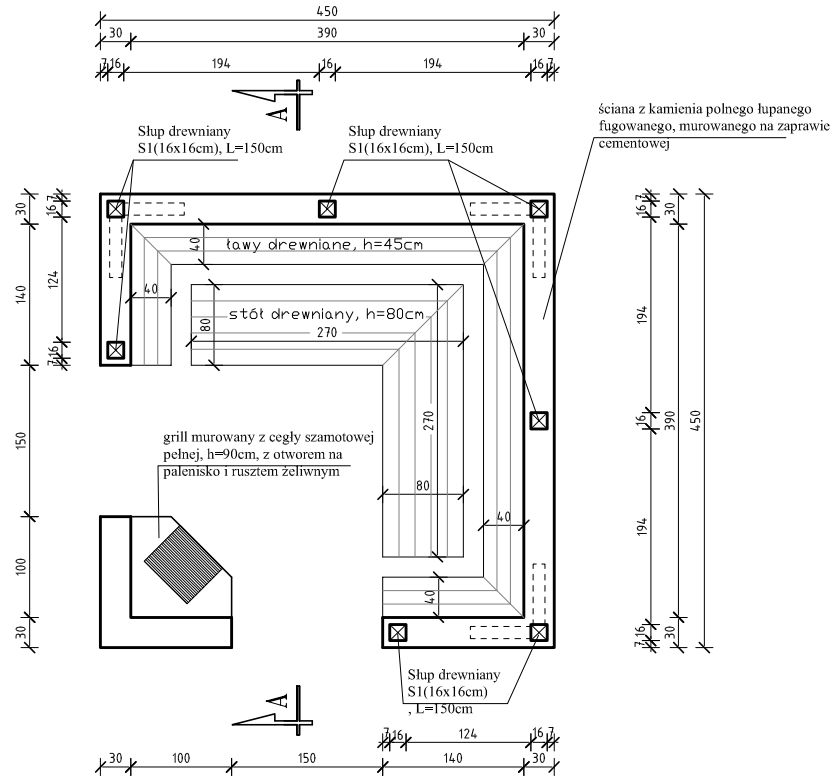 450
30 390 30
7 16 194 16 194 16 7
A
Słup drewniany
S1(16x16cm), L=150cm
Słup drewniany
S1(16x16cm), L=150cm
ściana z kamienia polnego łupanego
fugowanego, murowanego na zaprawie
cementowej
30 140 150 100 30
7 16 124 16 7
40
ławy drewniane, h=45cm
40
stół drewniany, h=80cm
80
270
270
80
40
40
grill murowany z cegły szamotowej
pełnej, h=90cm, z otworem na
palenisko i rusztem żeliwnym
7 16 194 16 194 16 7
30 390 30
450
Słup drewniany
S1(16x16cm)
, L=150cm
A
7 16 124 16 7
30 100 150 140 30